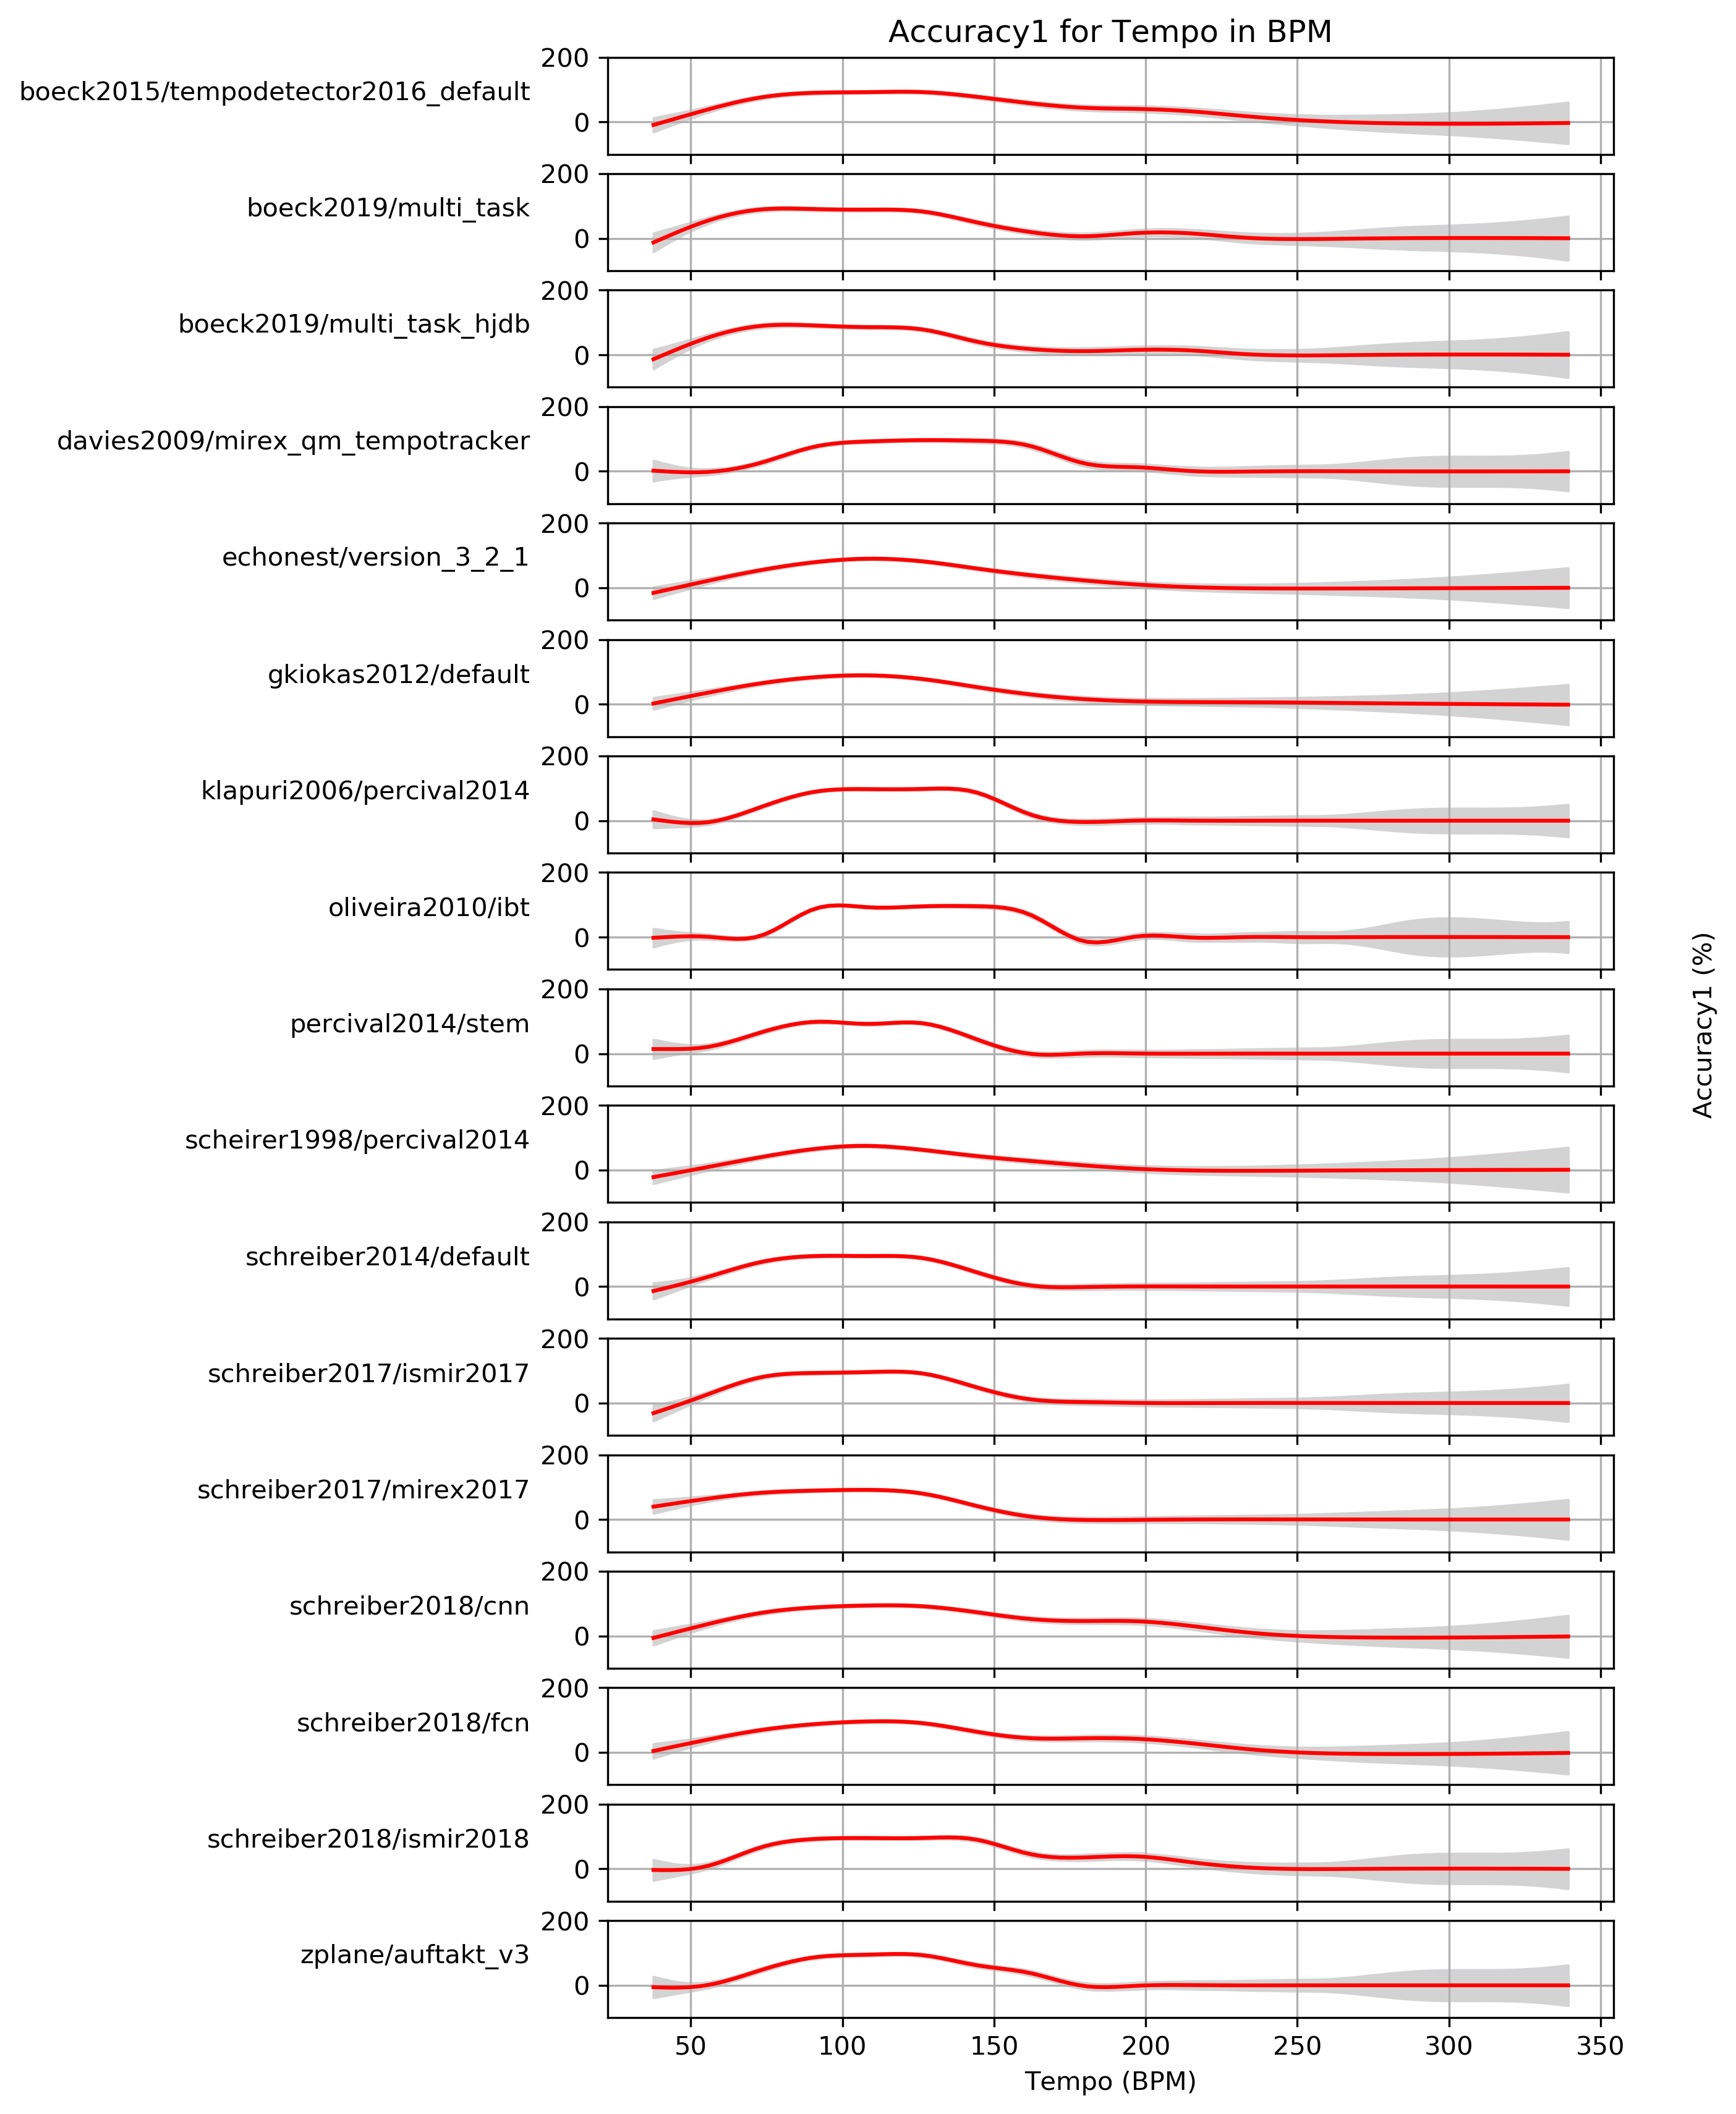 Accuracy1 for Tempo in BPM
200
boeck2015/tempodetector2016_default
0
200
boeck2019/multi_task
0
200
boeck2019/multi_task_hjdb
0
200
davies2009/mirex_qm_tempotracker
0
200
echonest/version_3_2_1
0
200
gkiokas2012/default
0
200
klapuri2006/percival2014
0
200
oliveira2010/ibt
0
Accuracy1 (%)
200
percival2014/stem
0
200
scheirer1998/percival2014
0
200
schreiber2014/default
0
200
schreiber2017/ismir2017
0
200
schreiber2017/mirex2017
0
200
schreiber2018/cnn
0
200
schreiber2018/fcn
0
200
schreiber2018/ismir2018
0
200
zplane/auftakt_v3
0
50 100 150 200 250 300 350
Tempo (BPM)